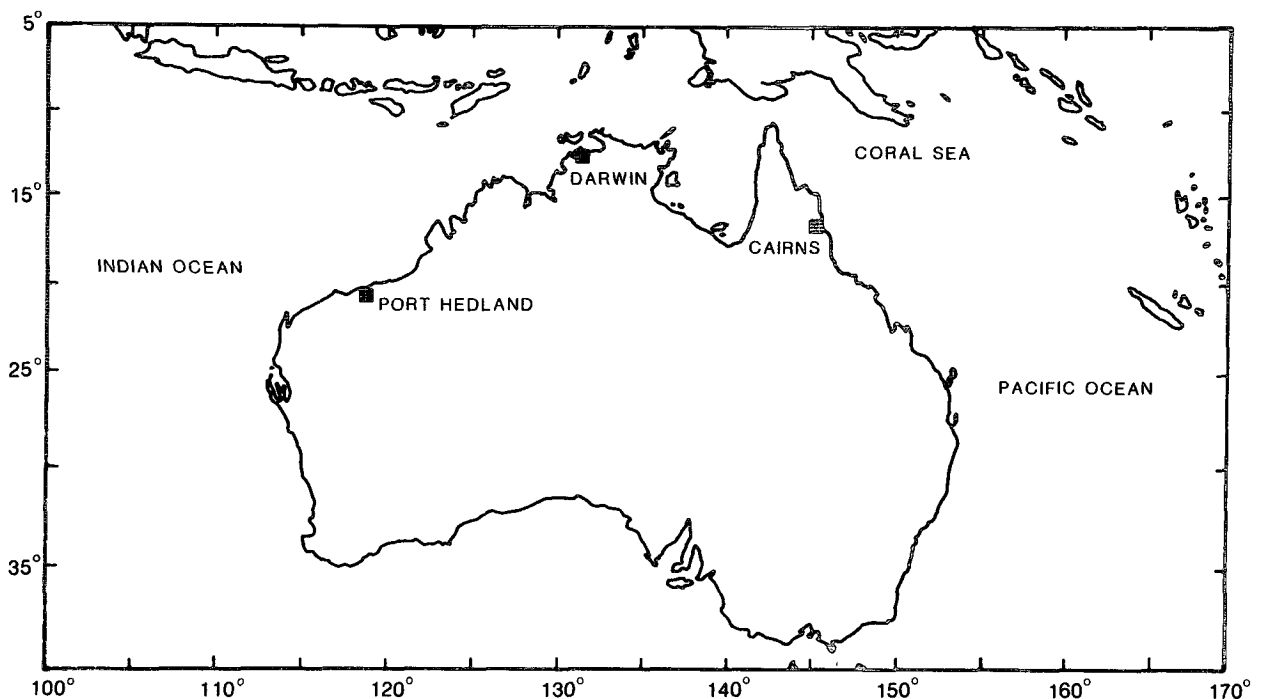 5°
CORAL SEA
DARWIN
15°
CAIRNS
INDIAN OCEAN
PORT HEDLAND
25°
PACIFIC OCEAN
35°
100° 110° 120° 130° 140° 150° 160° 170°